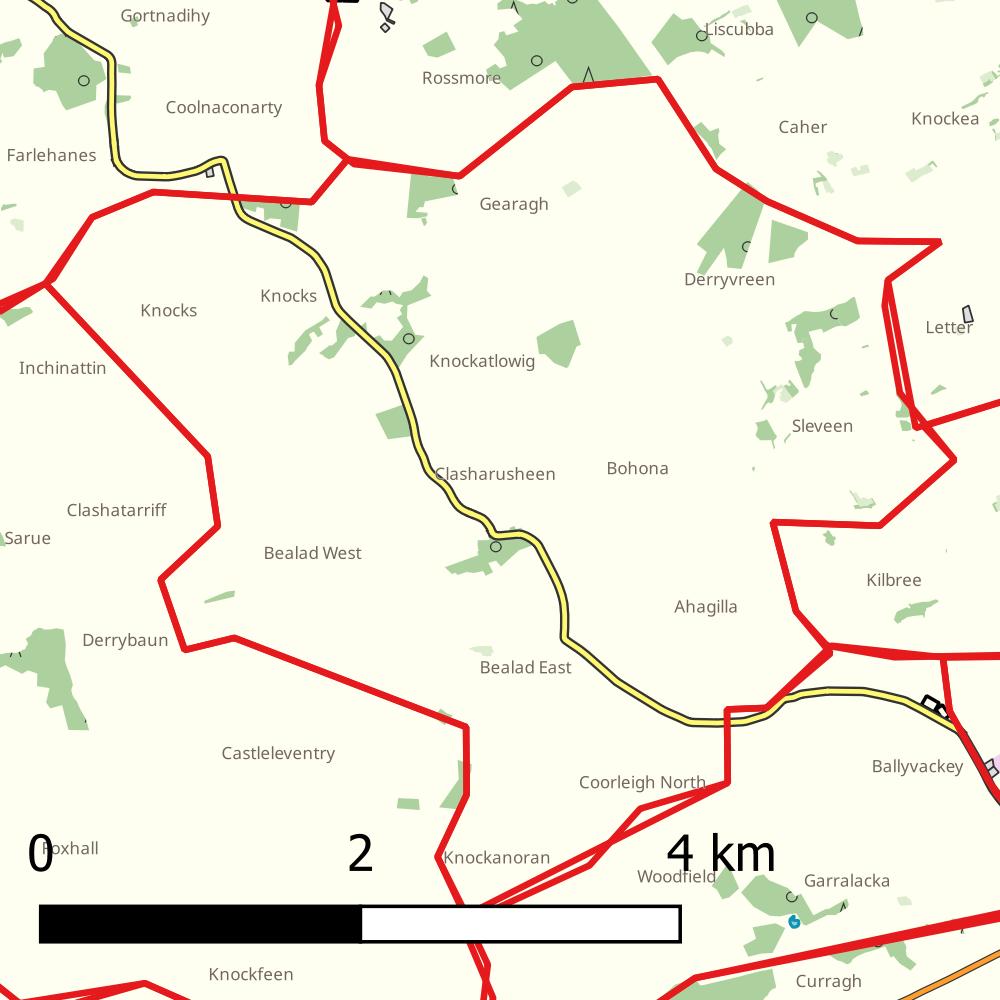 Gortnadihy
Liscubba
Rossmore
Coolnaconarty
Knockea
Caher
Farlehanes
Gearagh
Derryvreen
Knocks
Knocks
Letter
Knockatlowig
Inchinattin
Sleveen
Bohona
Clasharusheen
Clashatarriff
Sarue
Bealad West
Kilbree
Ahagilla
Derrybaun
Bealad East
Castleleventry
Ballyvackey
Coorleigh North
Foxhall
0 2 4 km
Knockanoran
Woodfield
Garralacka
Knockfeen
Curragh